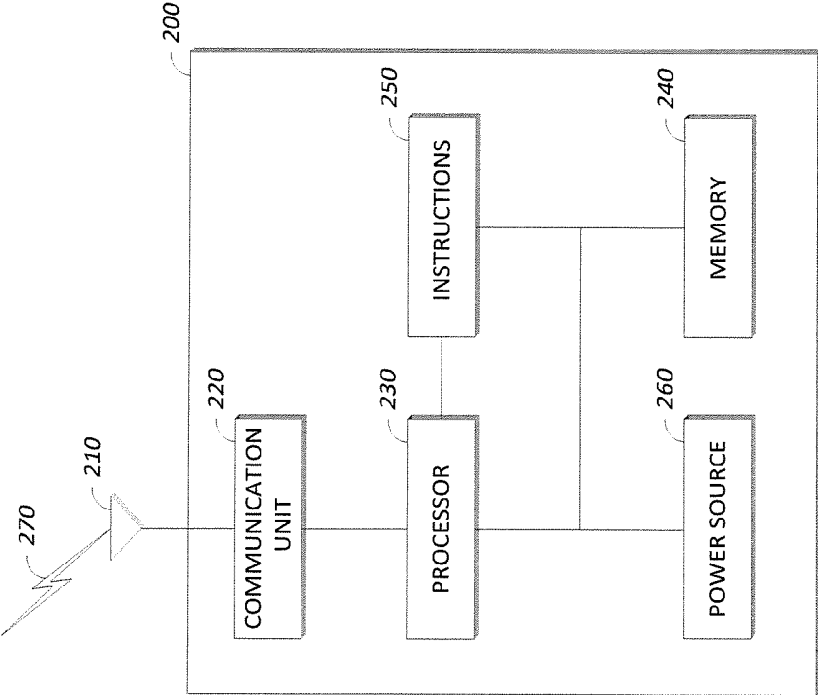 270
210
200
220
COMMUNICATION
UNIT
230
PROCESSOR
250
INSTRUCTIONS
260
POWER SOURCE
240
MEMORY